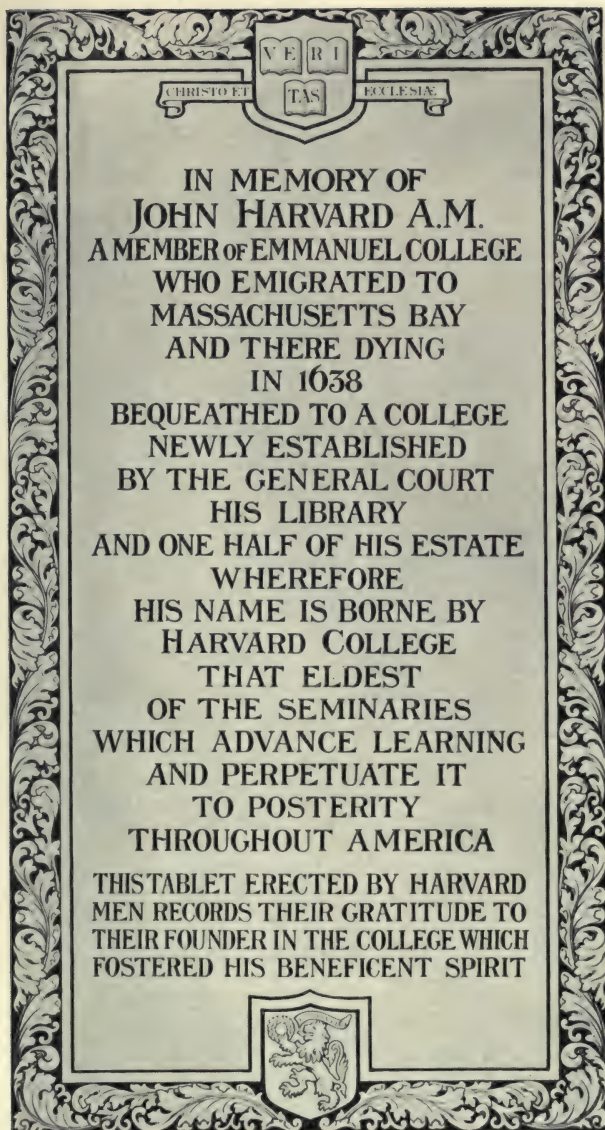 VE RI
CHRISTO ET TAS ECCLESIÆ
IN MEMORY OF
JOHN HARVARD A.M.
A MEMBER OF EMMANUEL COLLEGE
WHO EMIGRATED TO
MASSACHUSETTS BAY
AND THERE DYING
IN 1638
BEQUEATHED TO A COLLEGE
NEWLY ESTABLISHED
BY THE GENERAL COURT
HIS LIBRARY
AND ONE HALF OF HIS ESTATE
WHEREFORE
HIS NAME IS BORNE BY
HARVARD COLLEGE
THAT ELDEST
OF THE SEMINARIES
WHICH ADVANCE LEARNING
AND PERPETUATE IT
TO POSTERITY
THROUGHOUT AMERICA
THIS TABLET ERECTED BY HARVARD
MEN RECORDS THEIR GRATITUDE TO
THEIR FOUNDER IN THE COLLEGE WHICH
FOSTERED HIS BENEFICENT SPIRIT